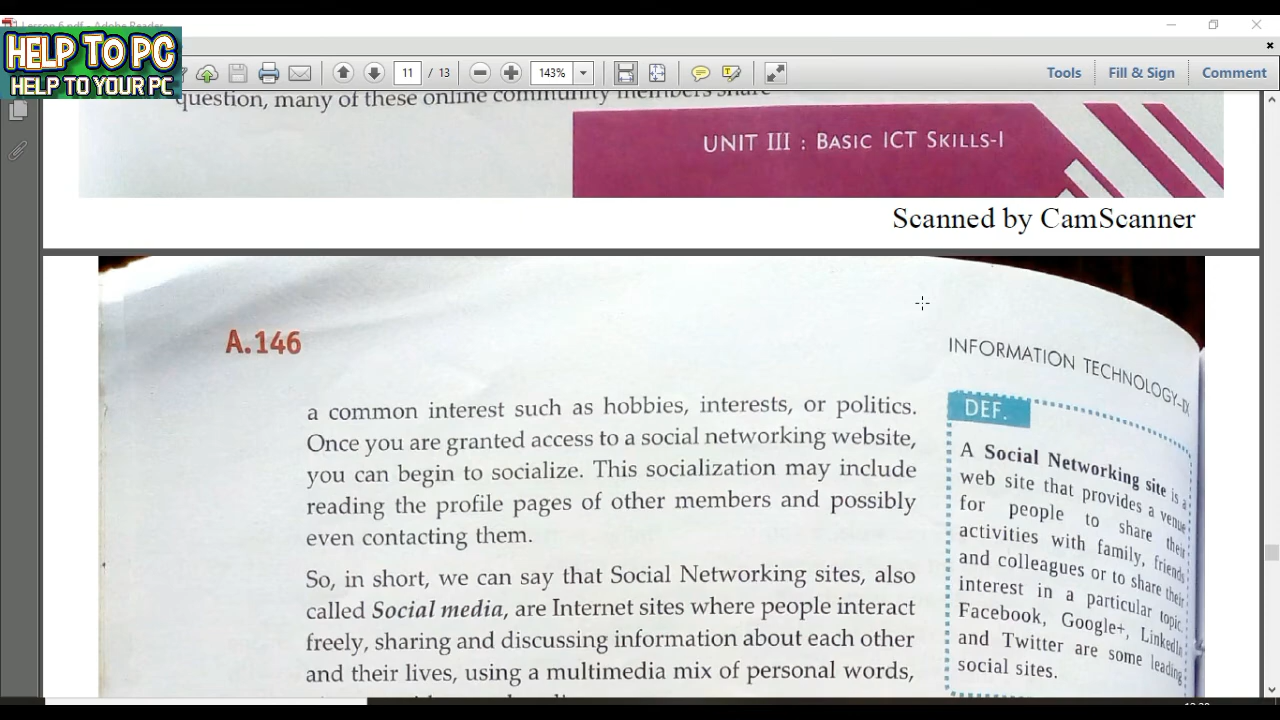 Lesson 6.pdf - Adobe Reader
HELP TO PC
HELP TO YOUR PC
11 / 13
143%
Tools
Fill & Sign
Comment
question, many of these online community members share
UNIT III : BASIC ICT SKILLS-I
Scanned by CamScanner
A.146
INFORMATION TECHNOLOGY-IX
a common interest such as hobbies, interests, or politics.
Once you are granted access to a social networking website,
you can begin to socialize. This socialization may include
reading the profile pages of other members and possibly
even contacting them.
So, in short, we can say that Social Networking sites, also
called Social media, are Internet sites where people interact
freely, sharing and discussing information about each other
and their lives, using a multimedia mix of personal words,
DEF.
A Social Networking site is a
web site that provides a venue
for people to share their
activities with family, friends
and colleagues or to share their
interest in a particular topic.
Facebook, Google+, LinkedIn
and Twitter are some leading
social sites.